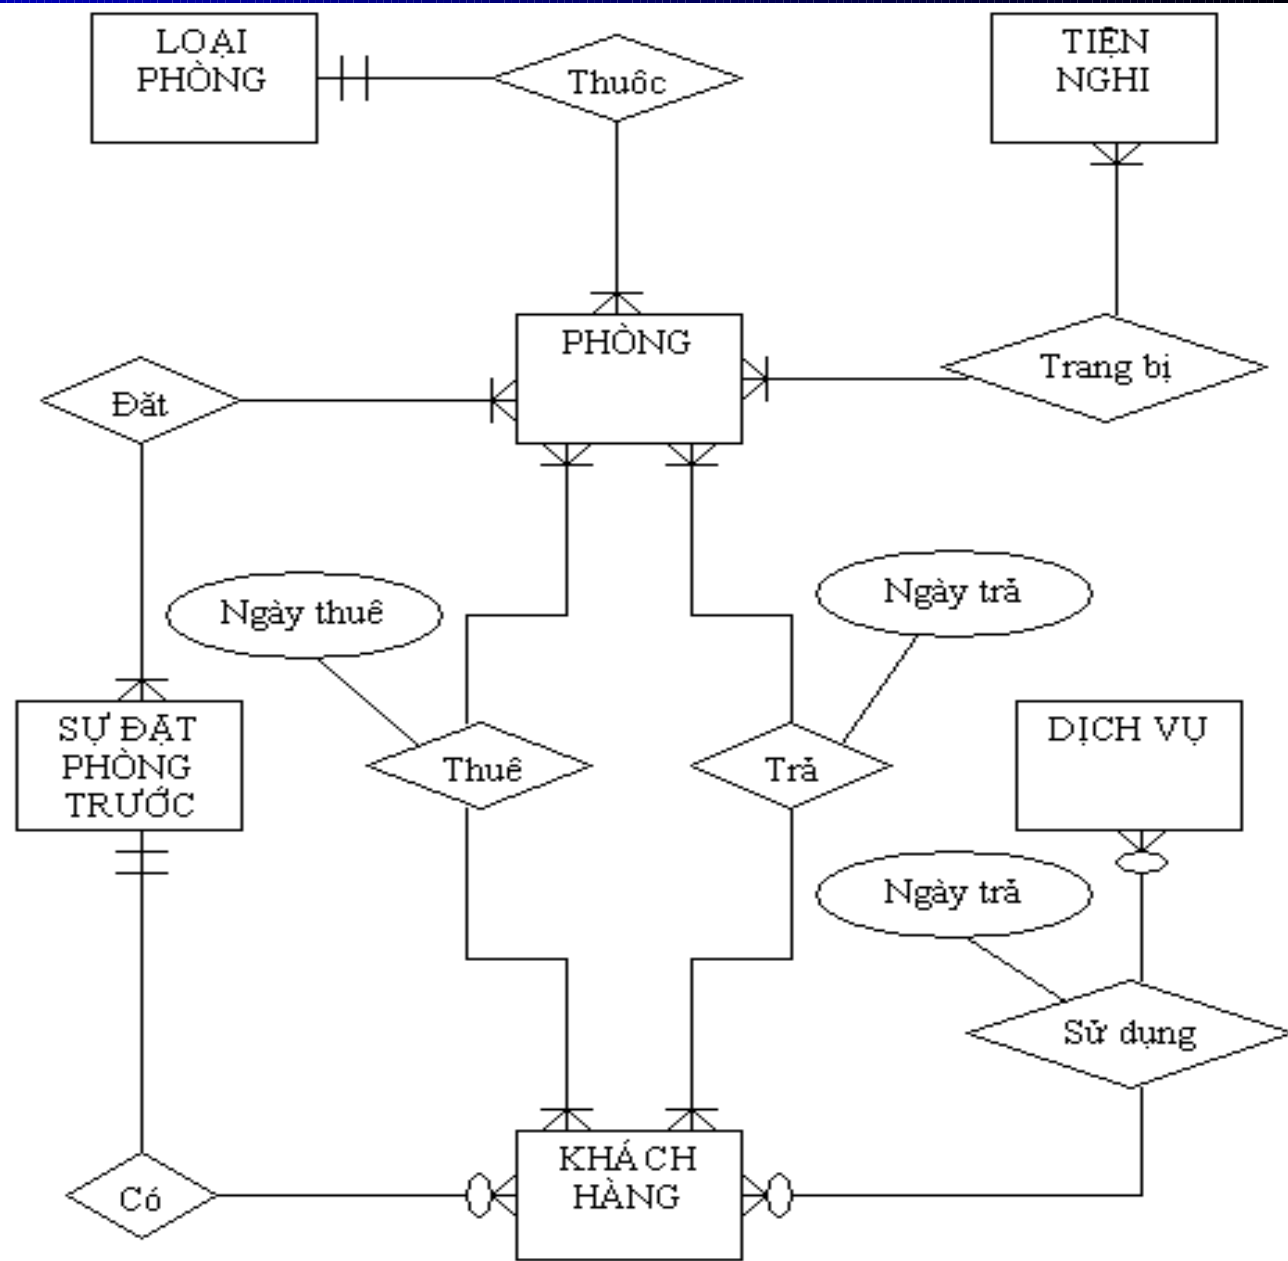 LOẠI
PHÒNG
Thuôc
TIỆN
NGHI
PHÒNG
Trang bị
Đăt
Ngày thuê
Ngày trả
SỰ ĐẶT
PHÒNG
TRƯỚC
Thuê
Trả
DỊCH VỤ
Ngày trả
Sử dụng
KHÁCH
HÀNG
Có